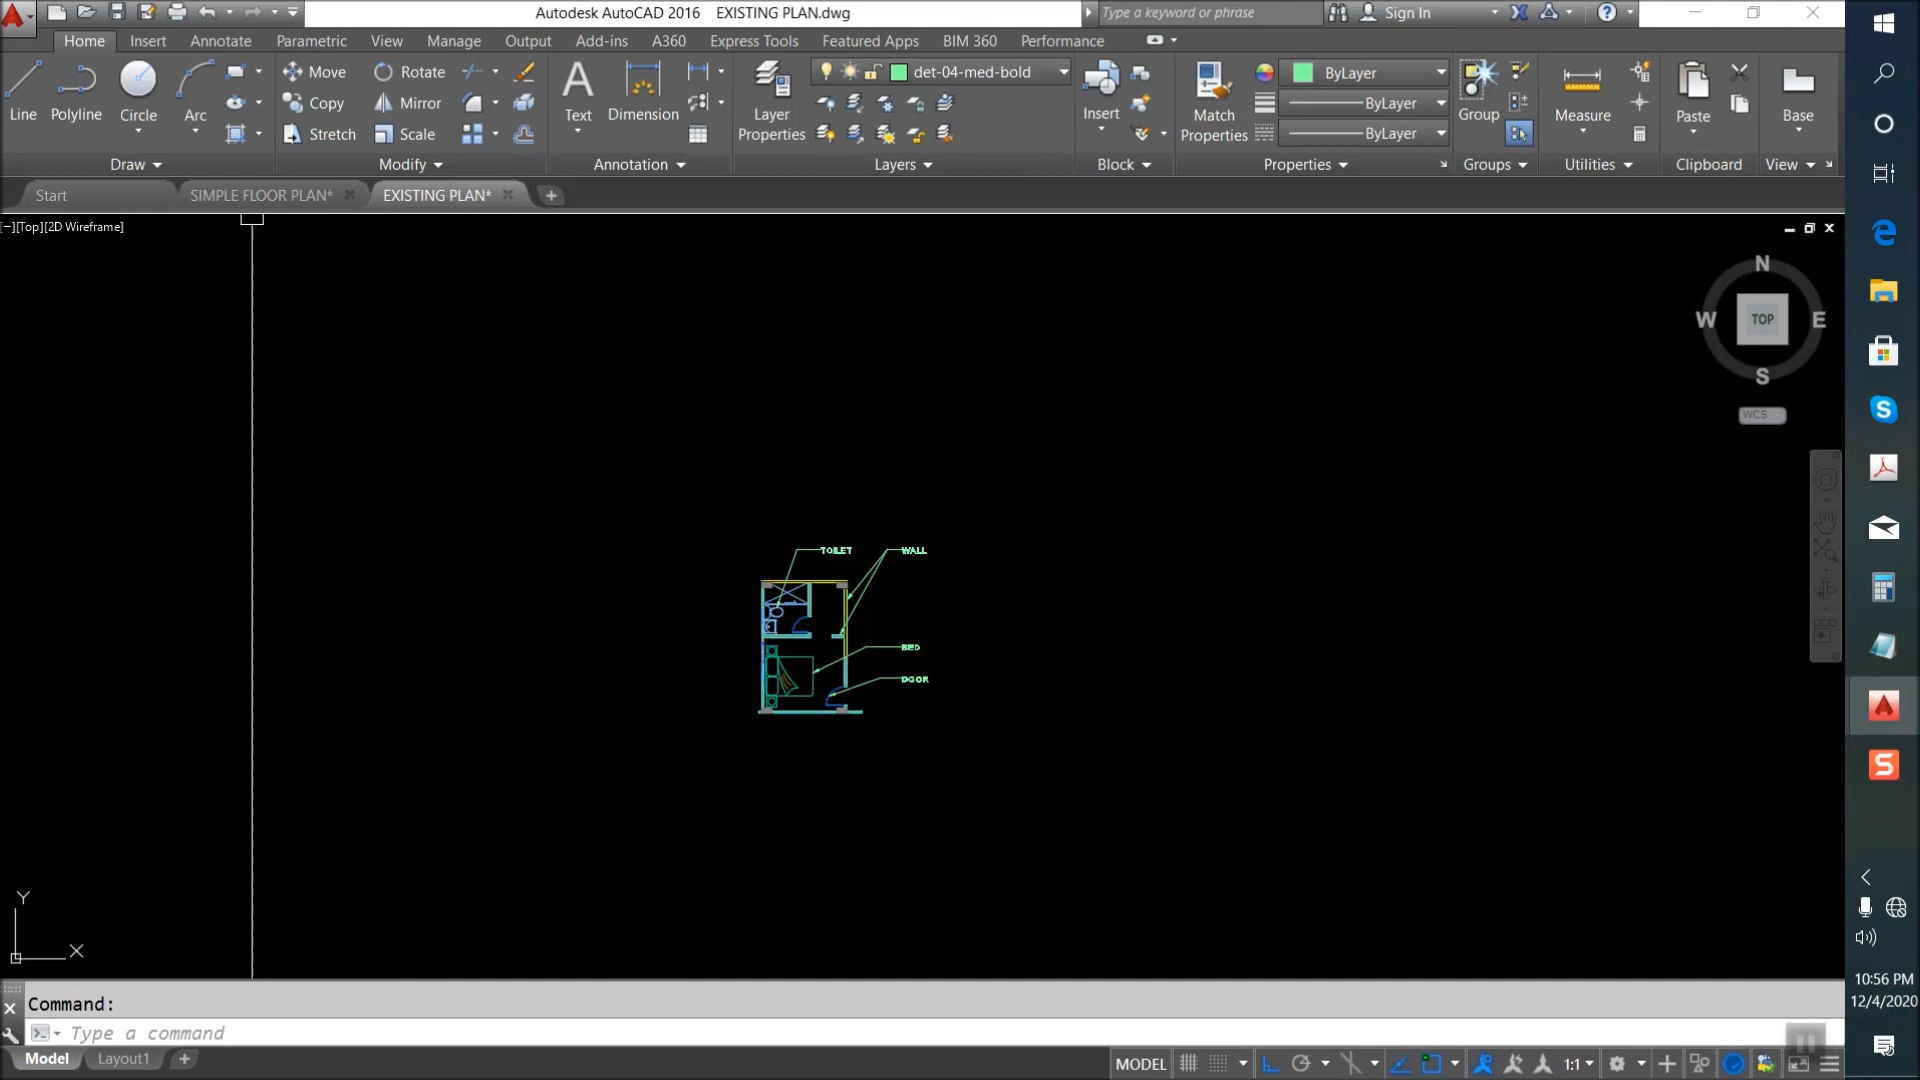 Autodesk AutoCAD 2016 EXISTING PLAN.dwg
Type a keyword or phrase
Sign In
Home Insert Annotate Parametric View Manage Output Add-ins A360 Express Tools Featured Apps BIM 360 Performance
Line Polyline Circle Arc
Move Rotate
Copy Mirror
Stretch Scale
Text Dimension
Layer Properties
det-04-med-bold
Insert
Match Properties
ByLayer
ByLayer
ByLayer
Group
Measure
Paste
Base
Draw Modify Annotation Layers Block Properties Groups Utilities Clipboard View
Start SIMPLE FLOOR PLAN* EXISTING PLAN*
[−][Top][2D Wireframe]
N
W TOP E
S
WCS
TOILET WALL
BED
DOOR
Y
X
Command:
Type a command
Model Layout1
MODEL 1:1
10:56 PM
12/4/2020